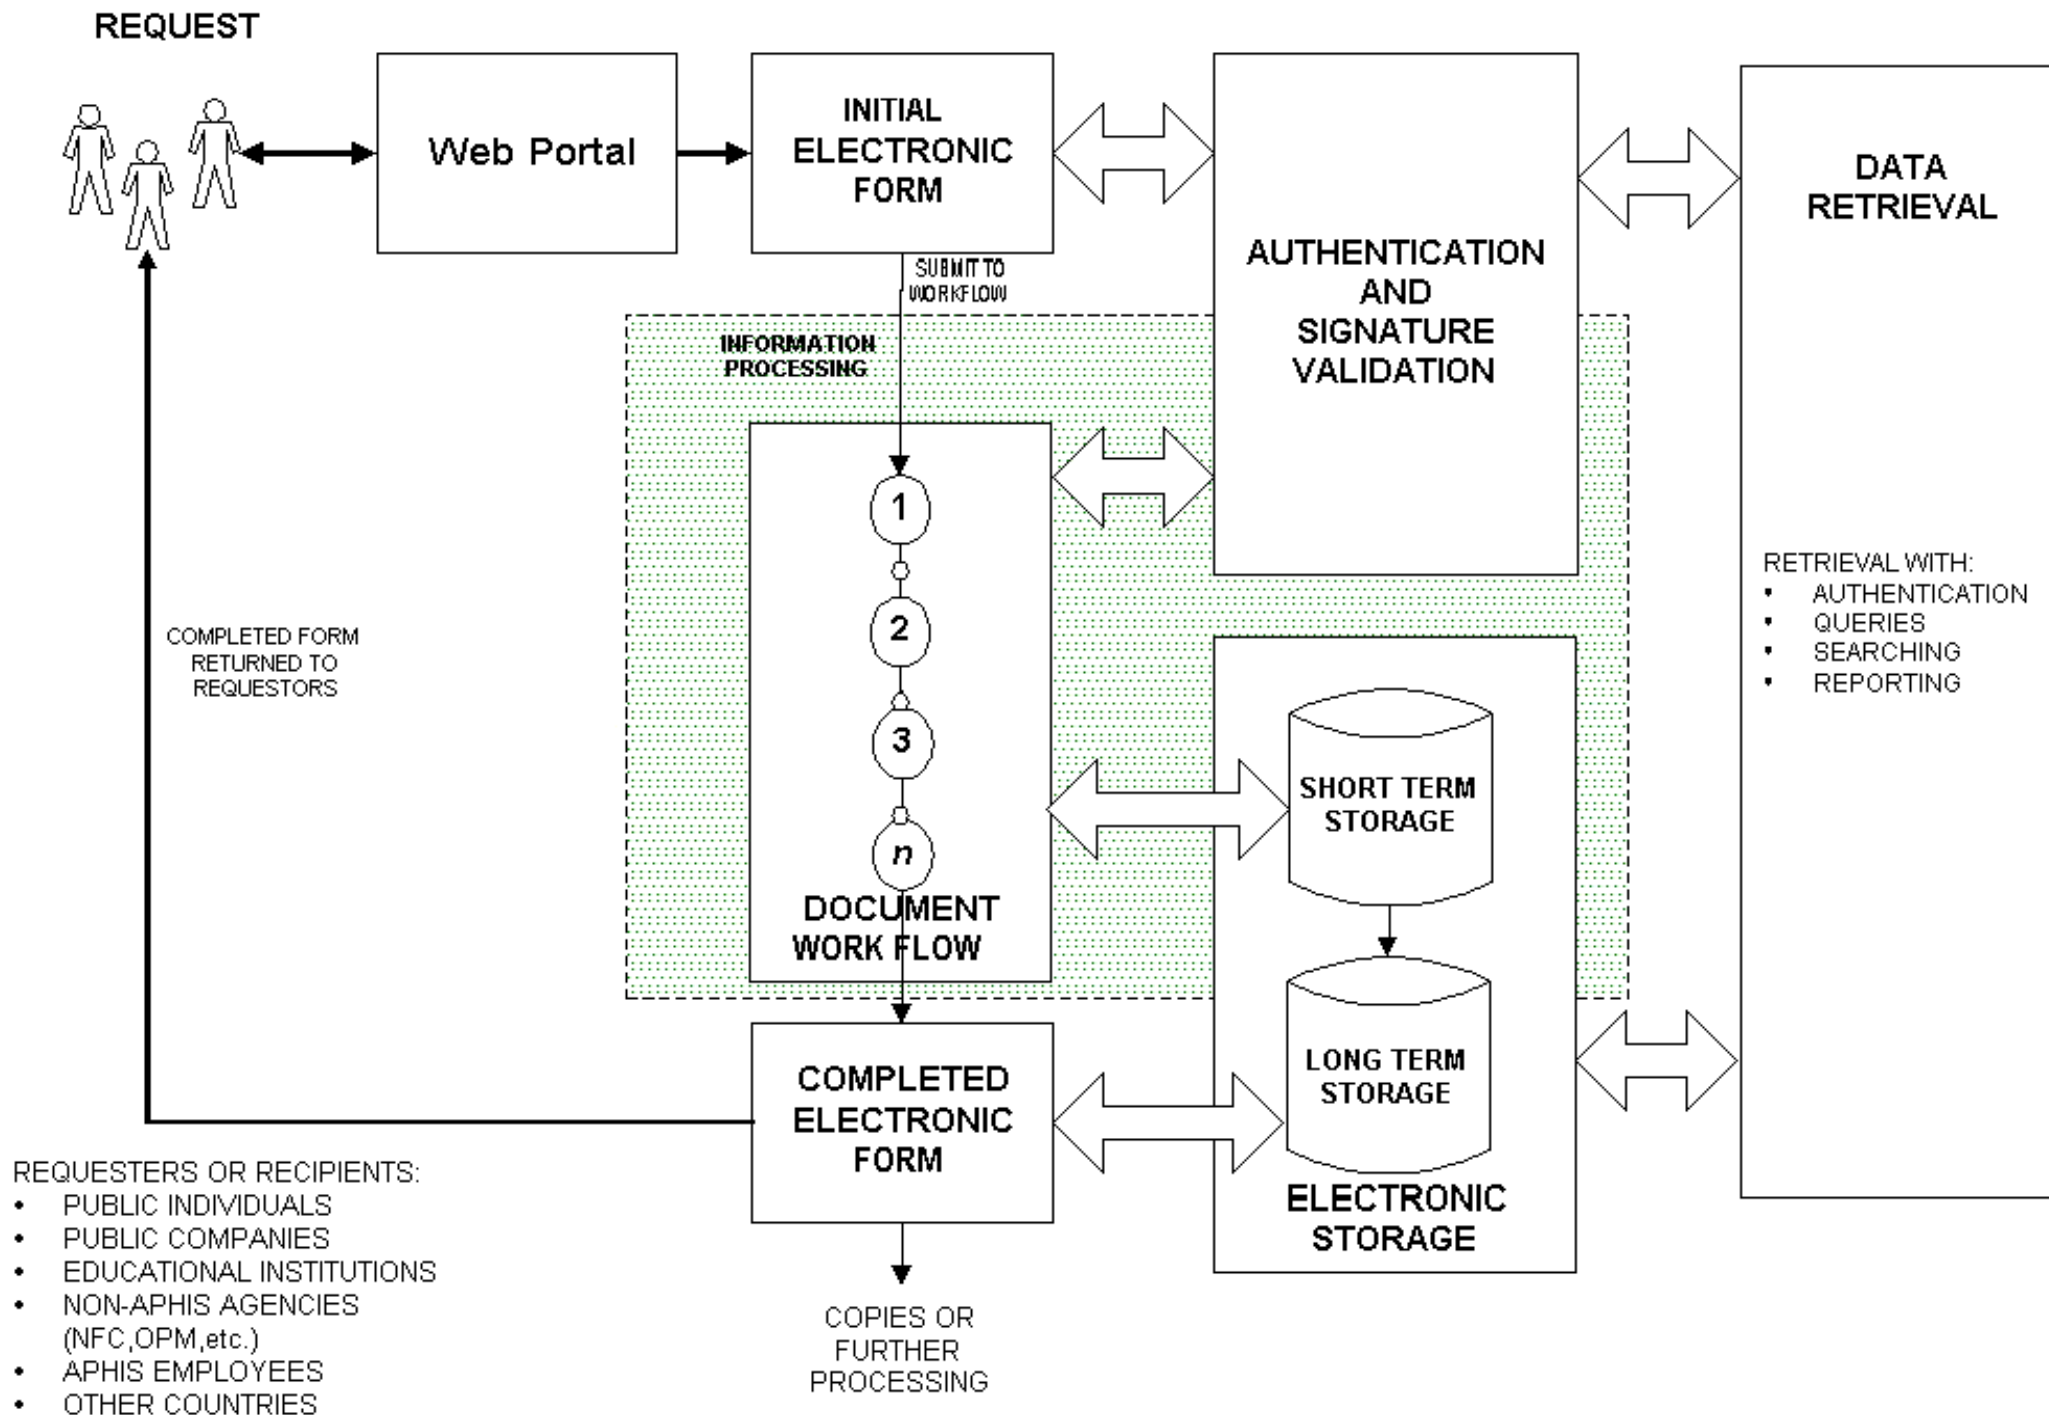 REQUEST
Web Portal
INITIAL
ELECTRONIC
FORM
SUBMIT TO
WORKFLOW
AUTHENTICATION
AND
SIGNATURE
VALIDATION
DATA
RETRIEVAL
INFORMATION
PROCESSING
1
2
3
n
DOCUMENT
WORK FLOW
RETRIEVAL WITH:
• AUTHENTICATION
• QUERIES
• SEARCHING
• REPORTING
COMPLETED FORM
RETURNED TO
REQUESTORS
SHORT TERM
STORAGE
LONG TERM
STORAGE
ELECTRONIC
STORAGE
COMPLETED
ELECTRONIC
FORM
COPIES OR
FURTHER
PROCESSING
REQUESTERS OR RECIPIENTS:
• PUBLIC INDIVIDUALS
• PUBLIC COMPANIES
• EDUCATIONAL INSTITUTIONS
• NON-APHIS AGENCIES
(NFC,OPM,etc.)
• APHIS EMPLOYEES
• OTHER COUNTRIES